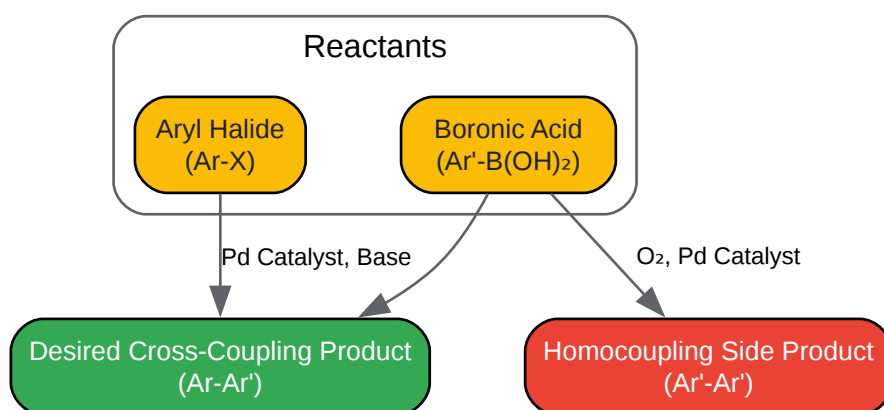 Reactants
Aryl Halide
(Ar-X)
Boronic Acid
(Ar'-B(OH)₂)
Pd Catalyst, Base
O₂, Pd Catalyst
Desired Cross-Coupling Product
(Ar-Ar')
Homocoupling Side Product
(Ar'-Ar')